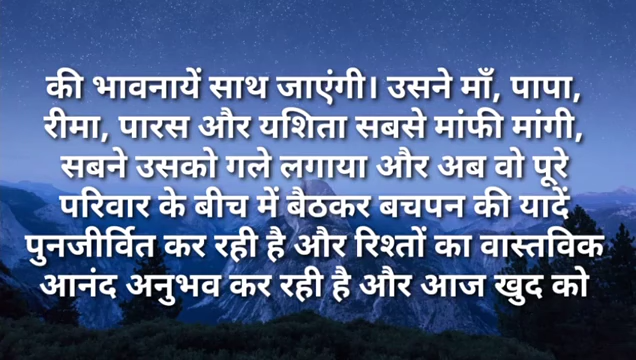 की भावनायें साथ जाएंगी। उसने माँ, पापा,
रीमा, पारस और यशिता सबसे मांफी मांगी,
सबने उसको गले लगाया और अब वो पूरे
परिवार के बीच में बैठकर बचपन की यादें
पुनर्जीवित कर रही है और रिश्तों का वास्तविक
आनंद अनुभव कर रही है और आज खुद को